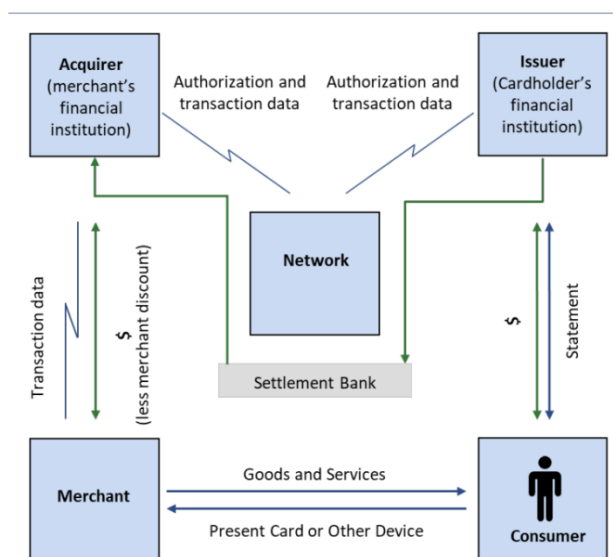 Acquirer
(merchant's
financial
institution)
Authorization and
transaction data
Authorization and
transaction data
Issuer
(Cardholder's
financial
institution)
Network
Transaction data
$
(less merchant discount)
$
Statement
Settlement Bank
Merchant
Goods and Services
Present Card or Other Device
Consumer